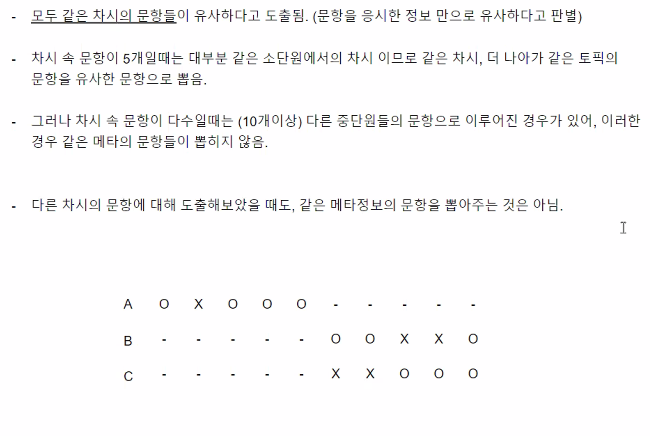 - 모두 같은 차시의 문항들이 유사하다고 도출됨. (문항을 응시한 정보 만으로 유사하다고 판별)
- 차시 속 문항이 5개일때는 대부분 같은 소단원에서의 차시 이므로 같은 차시, 더 나아가 같은 토픽의
문항을 유사한 문항으로 뽑음.
- 그러나 차시 속 문항이 다수일때는 (10개이상) 다른 중단원들의 문항으로 이루어진 경우가 있어, 이러한
경우 같은 메타의 문항들이 뽑히지 않음.
- 다른 차시의 문항에 대해 도출해보았을 때도, 같은 메타정보의 문항을 뽑아주는 것은 아님.
A O X O O O - - - - -
B - - - - - O O X X O
C - - - - - X X O O O